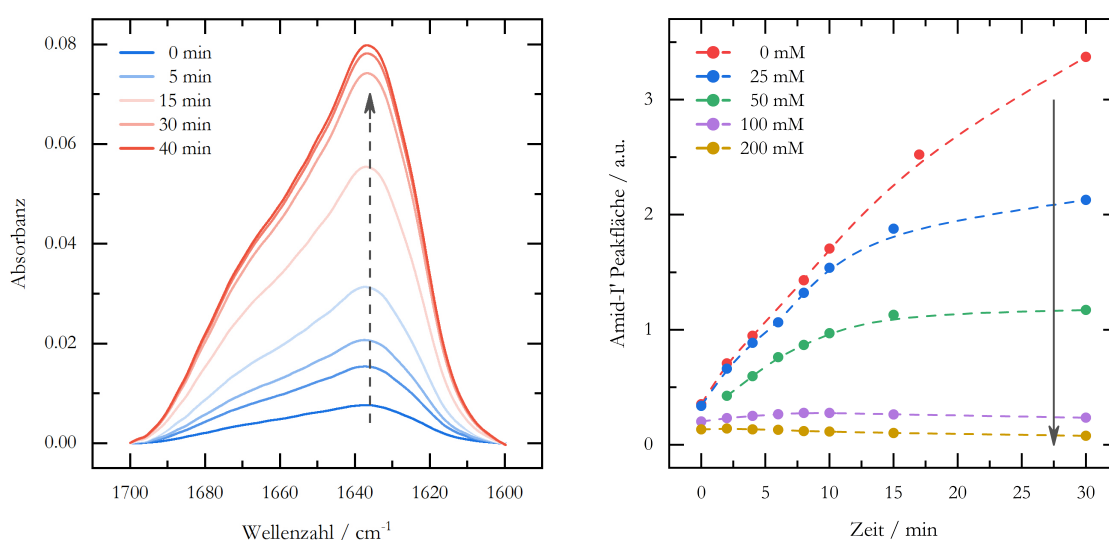 0.08
0.06
0.04
0.02
0.00
Absorbanz
0 min
5 min
15 min
30 min
40 min
1700 1680 1660 1640 1620 1600
Wellenzahl / cm⁻¹
3
2
1
0
Amid-I' Peakfläche / a.u.
0 mM
25 mM
50 mM
100 mM
200 mM
0 5 10 15 20 25 30
Zeit / min